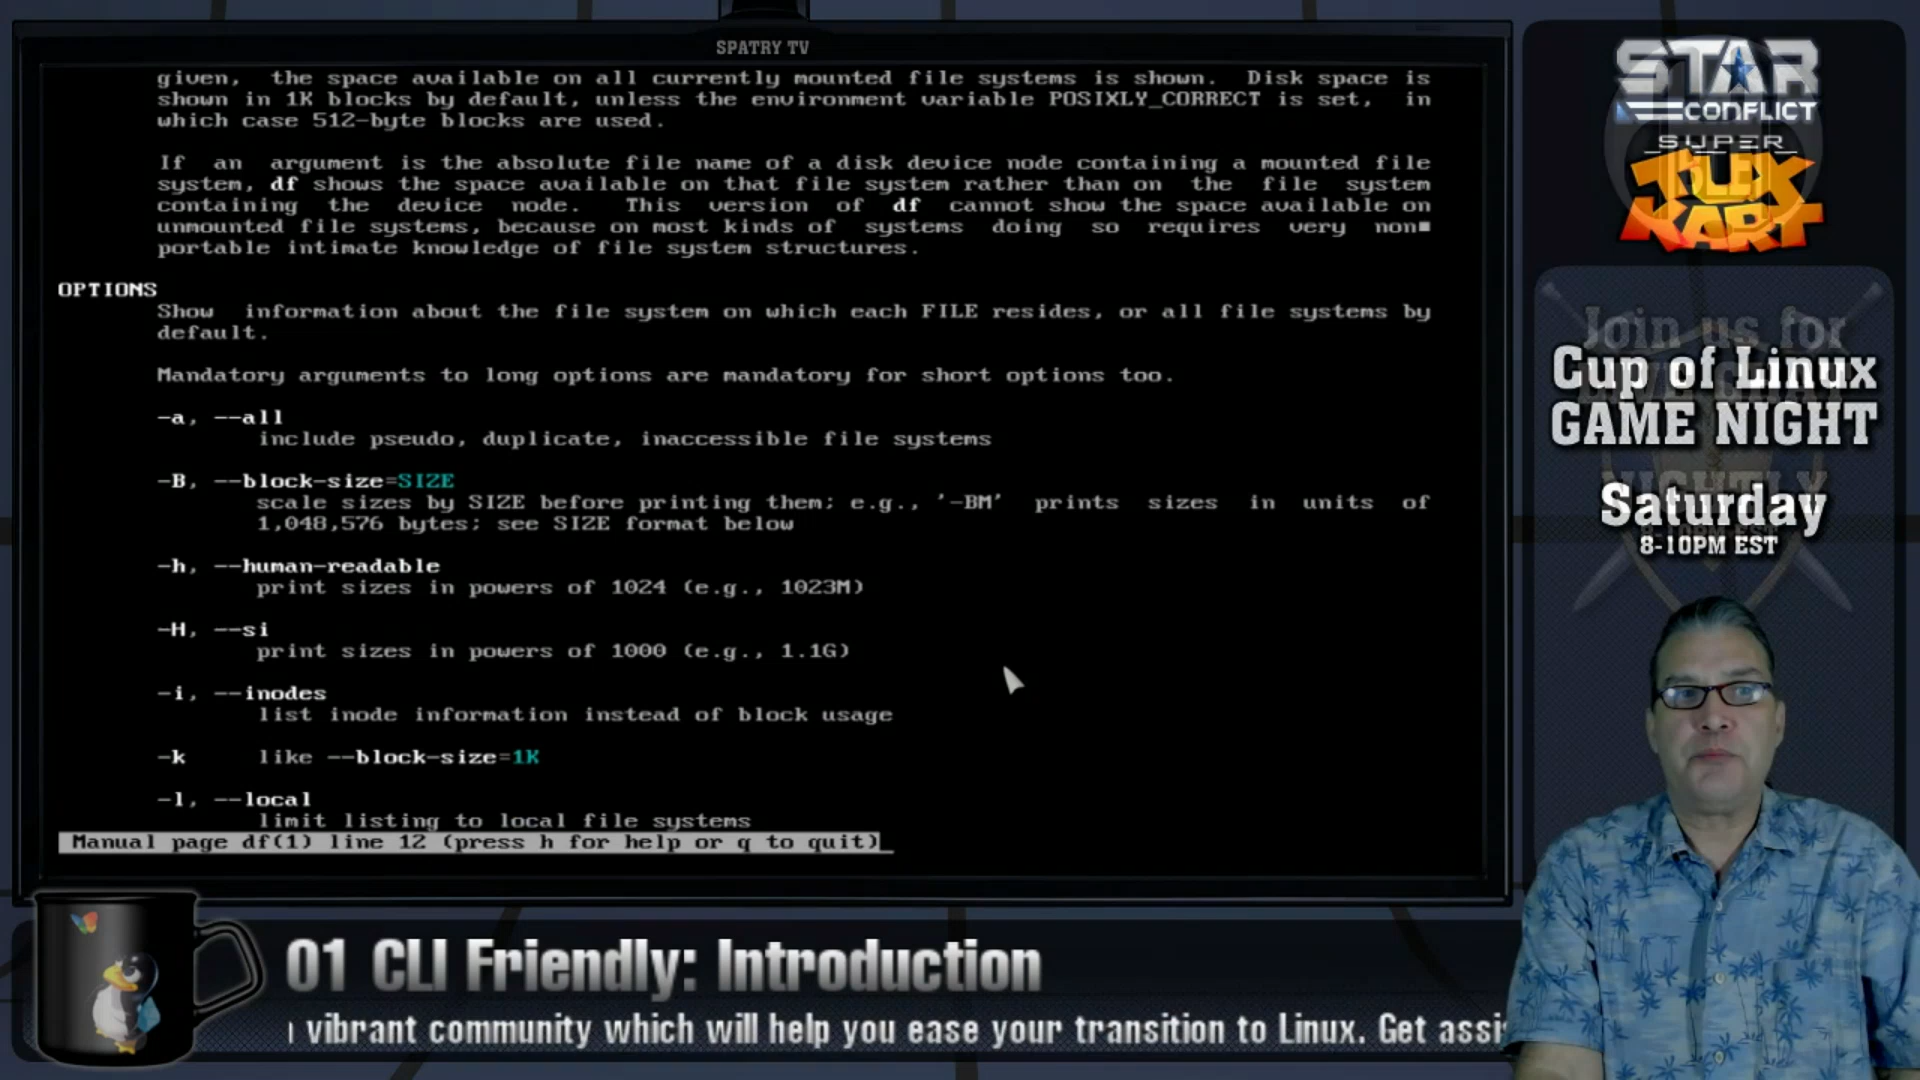 SPATRY TV
given, the space available on all currently mounted file systems is shown. Disk space is
shown in 1K blocks by default, unless the environment variable POSIXLY_CORRECT is set, in
which case 512-byte blocks are used.
If an argument is the absolute file name of a disk device node containing a mounted file
system, df shows the space available on that file system rather than on the file system
containing the device node. This version of df cannot show the space available on
unmounted file systems, because on most kinds of systems doing so requires very non■
portable intimate knowledge of file system structures.
OPTIONS
Show information about the file system on which each FILE resides, or all file systems by
default.
Mandatory arguments to long options are mandatory for short options too.
-a, --all
include pseudo, duplicate, inaccessible file systems
-B, --block-size=SIZE
scale sizes by SIZE before printing them; e.g., '-BM' prints sizes in units of
1,048,576 bytes; see SIZE format below
-h, --human-readable
print sizes in powers of 1024 (e.g., 1023M)
-H, --si
print sizes in powers of 1000 (e.g., 1.1G)
-i, --inodes
list inode information instead of block usage
-k like --block-size=1K
-l, --local
limit listing to local file systems
Manual page df(1) line 12 (press h for help or q to quit)
STAR
CONFLICT
SUPER
KART
Join us for
Cup of Linux
GAME NIGHT
NIGHTLY
Saturday
8-10PM EST
01 CLI Friendly: Introduction
vibrant community which will help you ease your transition to Linux. Get assi